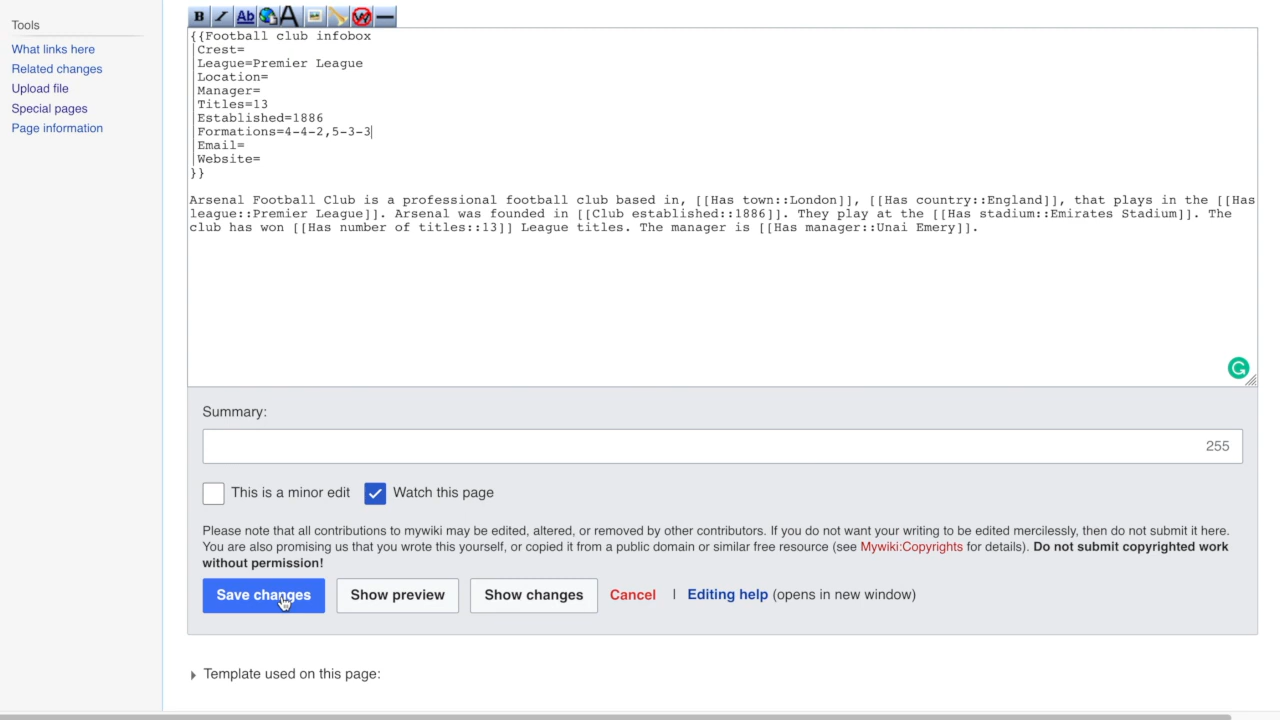 Tools
What links here
Related changes
Upload file
Special pages
Page information
B I Ab A W
{{Football club infobox
|Crest=
|League=Premier League
|Location=
|Manager=
|Titles=13
|Established=1886
|Formations=4-4-2,5-3-3
|Email=
|Website=
}}
Arsenal Football Club is a professional football club based in, [[Has town::London]], [[Has country::England]], that plays in the [[Has
league::Premier League]]. Arsenal was founded in [[Club established::1886]]. They play at the [[Has stadium::Emirates Stadium]]. The
club has won [[Has number of titles::13]] League titles. The manager is [[Has manager::Unai Emery]].
Summary:
255
This is a minor edit Watch this page
Please note that all contributions to mywiki may be edited, altered, or removed by other contributors. If you do not want your writing to be edited mercilessly, then do not submit it here.
You are also promising us that you wrote this yourself, or copied it from a public domain or similar free resource (see Mywiki:Copyrights for details). Do not submit copyrighted work
without permission!
Save changes Show preview Show changes Cancel | Editing help (opens in new window)
Template used on this page: